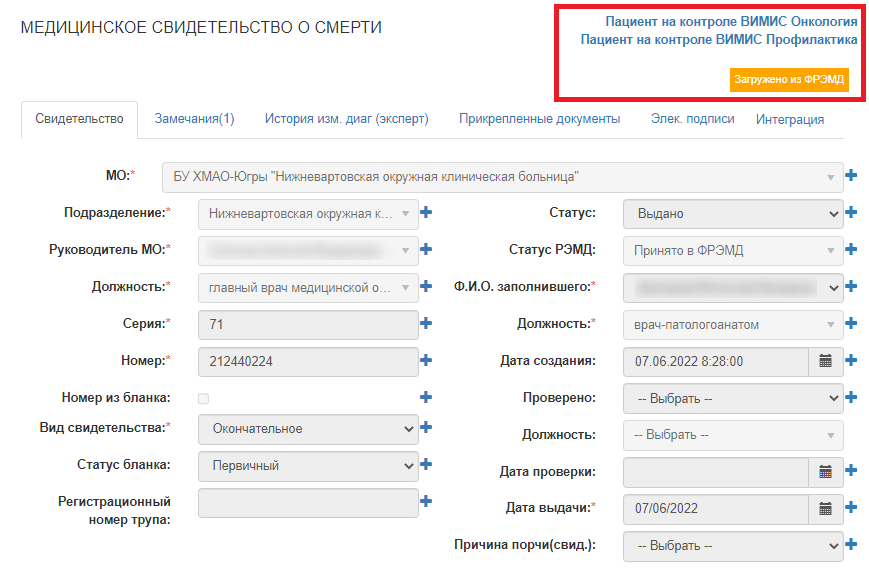 МЕДИЦИНСКОЕ СВИДЕТЕЛЬСТВО О СМЕРТИ
Пациент на контроле ВИМИС Онкология
Пациент на контроле ВИМИС Профилактика
Загружено из ФРЭМД
Свидетельство Замечания(1) История изм. диаг (эксперт) Прикрепленные документы Элек. подписи Интеграция
МО:* БУ ХМАО-Югры "Нижневартовская окружная клиническая больница"
Подразделение:* Нижневартовская окружная к... Статус: Выдано
Руководитель МО:* Статус РЭМД: Принято в ФРЭМД
Должность:* главный врач медицинской о... Ф.И.О. заполнившего:*
Серия:* 71 Должность:* врач-патологоанатом
Номер:* 212440224 Дата создания: 07.06.2022 8:28:00
Номер из бланка: Проверено: -- Выбрать --
Вид свидетельства:* Окончательное Должность: -- Выбрать --
Статус бланка: Первичный Дата проверки:
Регистрационный
номер трупа: Дата выдачи:* 07/06/2022
Причина порчи(свид.): -- Выбрать --